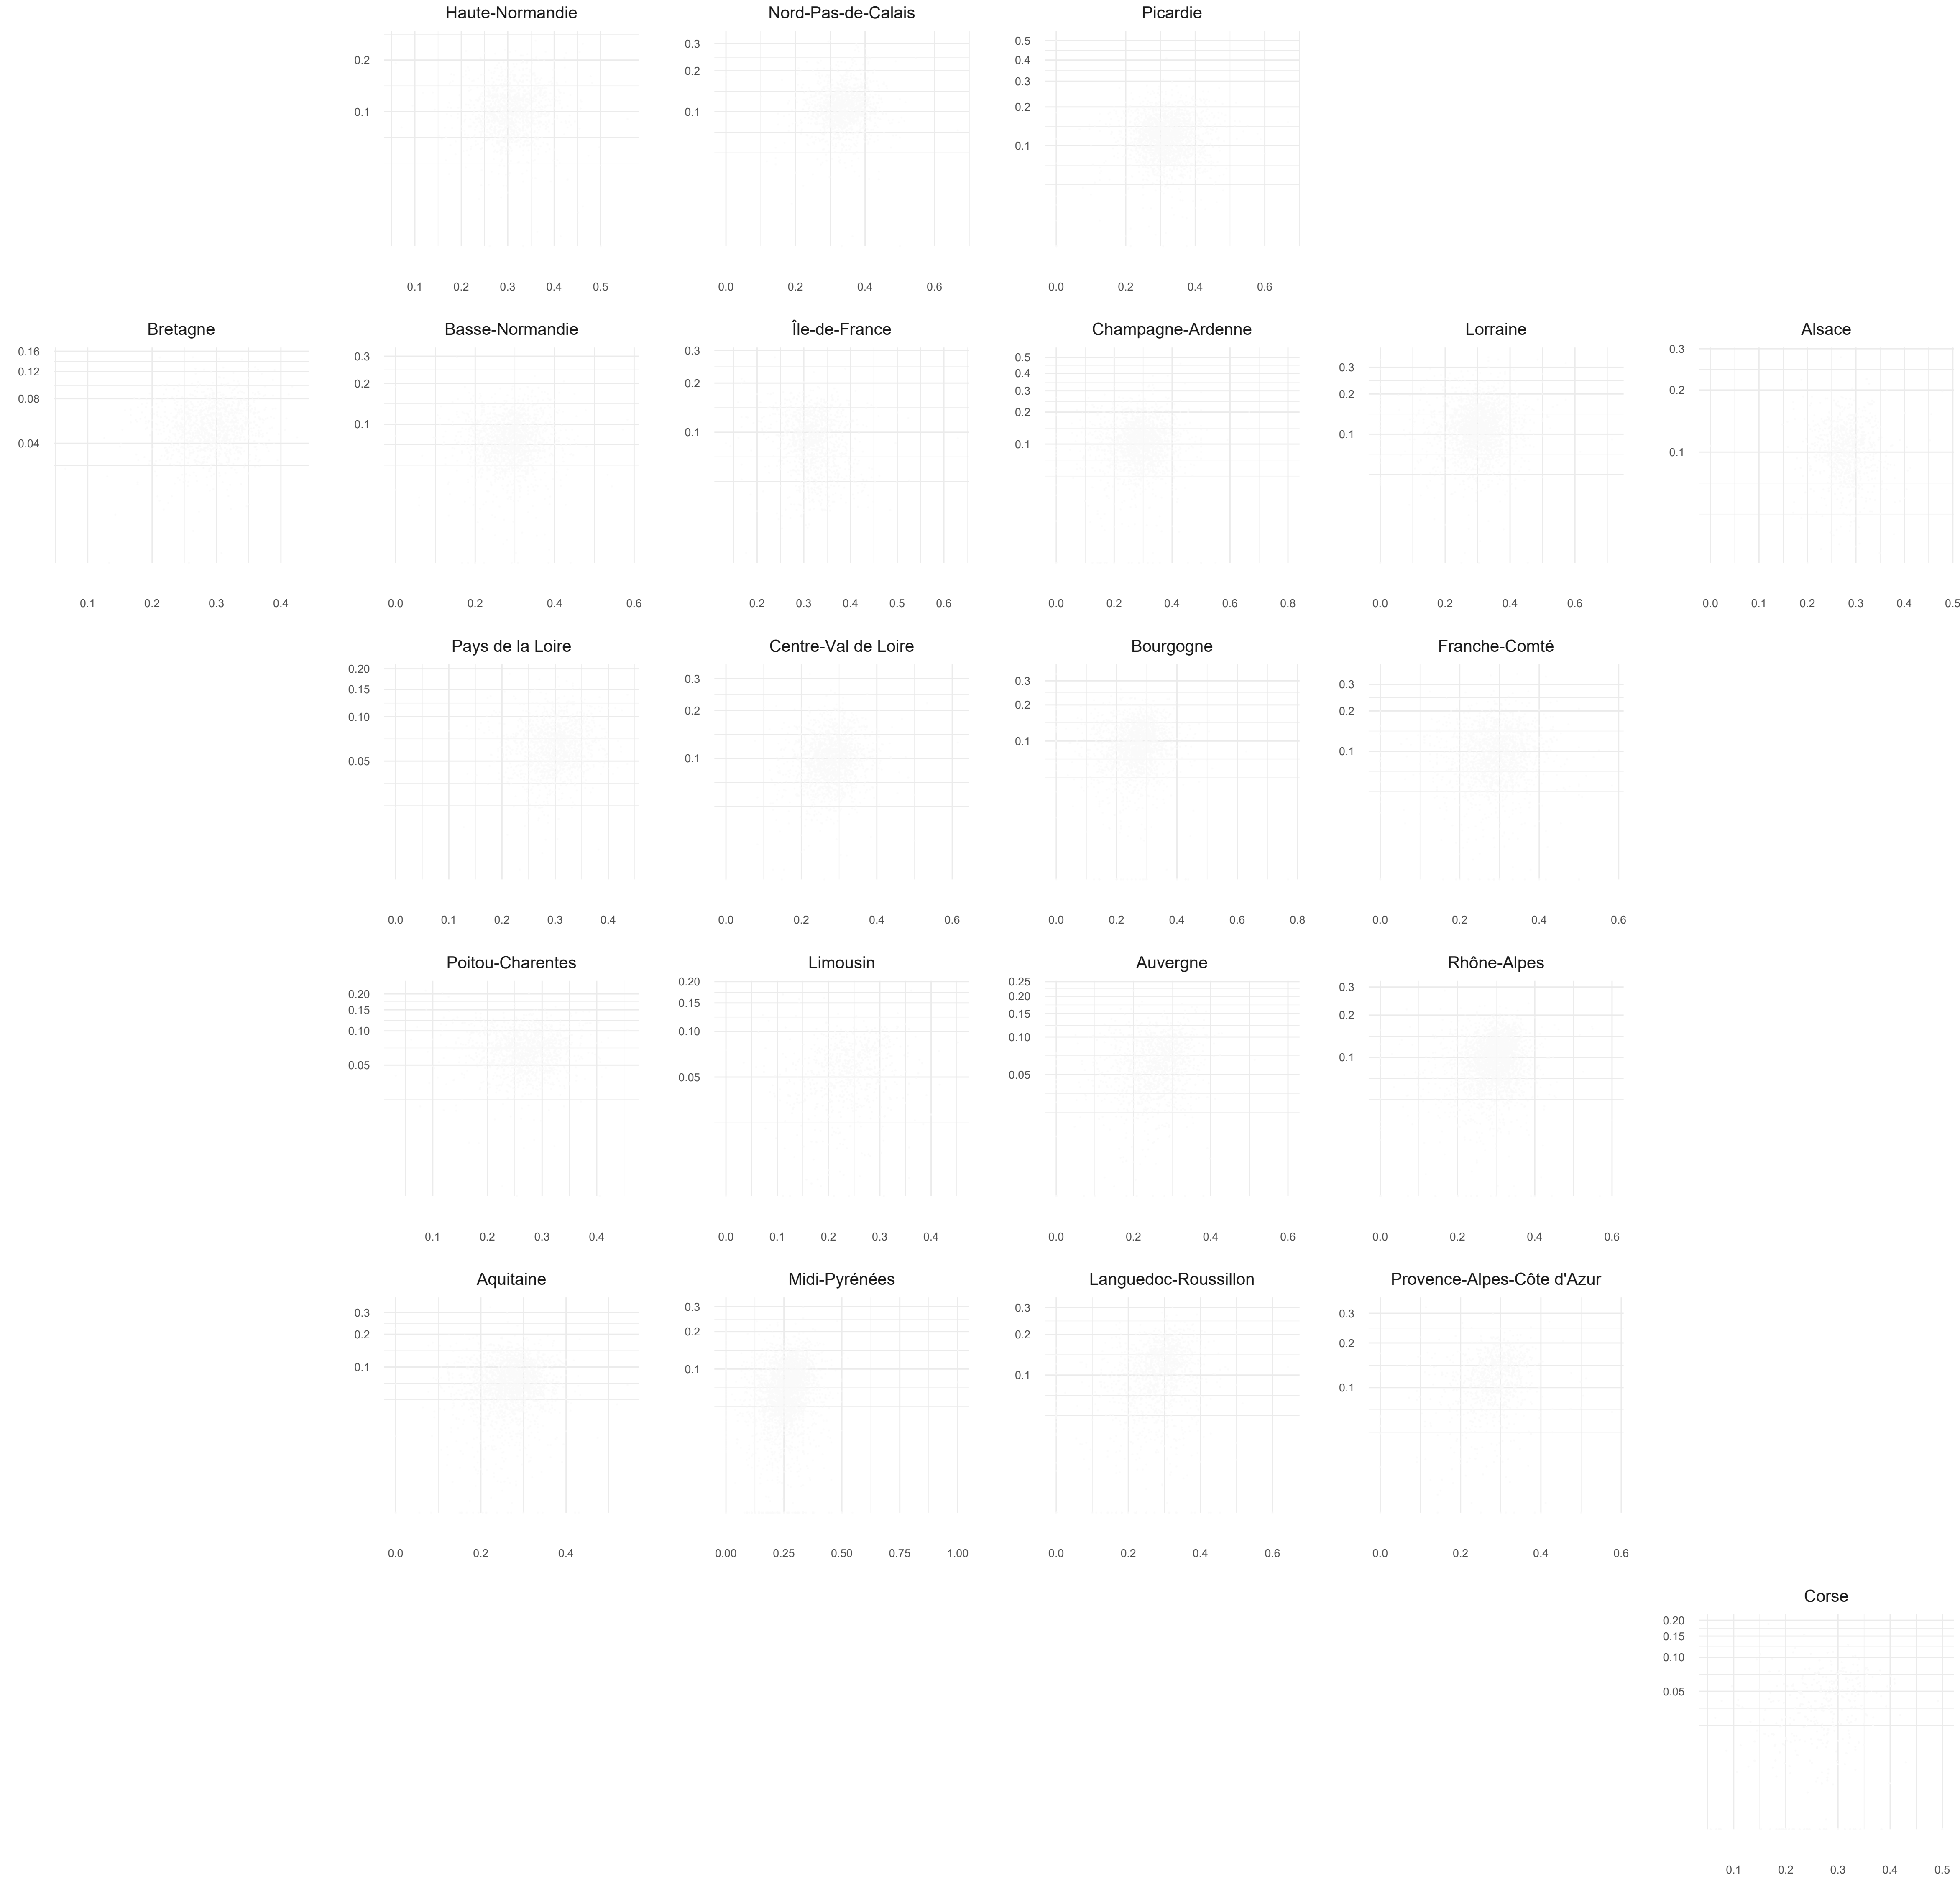 Haute-Normandie Nord-Pas-de-Calais Picardie
0.2
0.1
0.1 0.2 0.3 0.4 0.5
0.3
0.2
0.1
0.0 0.2 0.4 0.6
0.5
0.4
0.3
0.2
0.1
0.0 0.2 0.4 0.6
Bretagne Basse-Normandie Île-de-France Champagne-Ardenne Lorraine Alsace
0.16
0.12
0.08
0.04
0.1 0.2 0.3 0.4
0.3
0.2
0.1
0.0 0.2 0.4 0.6
0.3
0.2
0.1
0.2 0.3 0.4 0.5 0.6
0.5
0.4
0.3
0.2
0.1
0.0 0.2 0.4 0.6 0.8
0.3
0.2
0.1
0.0 0.2 0.4 0.6
0.3
0.2
0.1
0.0 0.1 0.2 0.3 0.4 0.5
Pays de la Loire Centre-Val de Loire Bourgogne Franche-Comté
0.20
0.15
0.10
0.05
0.0 0.1 0.2 0.3 0.4
0.3
0.2
0.1
0.0 0.2 0.4 0.6
0.3
0.2
0.1
0.0 0.2 0.4 0.6 0.8
0.3
0.2
0.1
0.0 0.2 0.4 0.6
Poitou-Charentes Limousin Auvergne Rhône-Alpes
0.20
0.15
0.10
0.05
0.1 0.2 0.3 0.4
0.20
0.15
0.10
0.05
0.0 0.1 0.2 0.3 0.4
0.25
0.20
0.15
0.10
0.05
0.0 0.2 0.4 0.6
0.3
0.2
0.1
0.0 0.2 0.4 0.6
Aquitaine Midi-Pyrénées Languedoc-Roussillon Provence-Alpes-Côte d'Azur
0.3
0.2
0.1
0.0 0.2 0.4
0.3
0.2
0.1
0.00 0.25 0.50 0.75 1.00
0.3
0.2
0.1
0.0 0.2 0.4 0.6
0.3
0.2
0.1
0.0 0.2 0.4 0.6
Corse
0.20
0.15
0.10
0.05
0.1 0.2 0.3 0.4 0.5